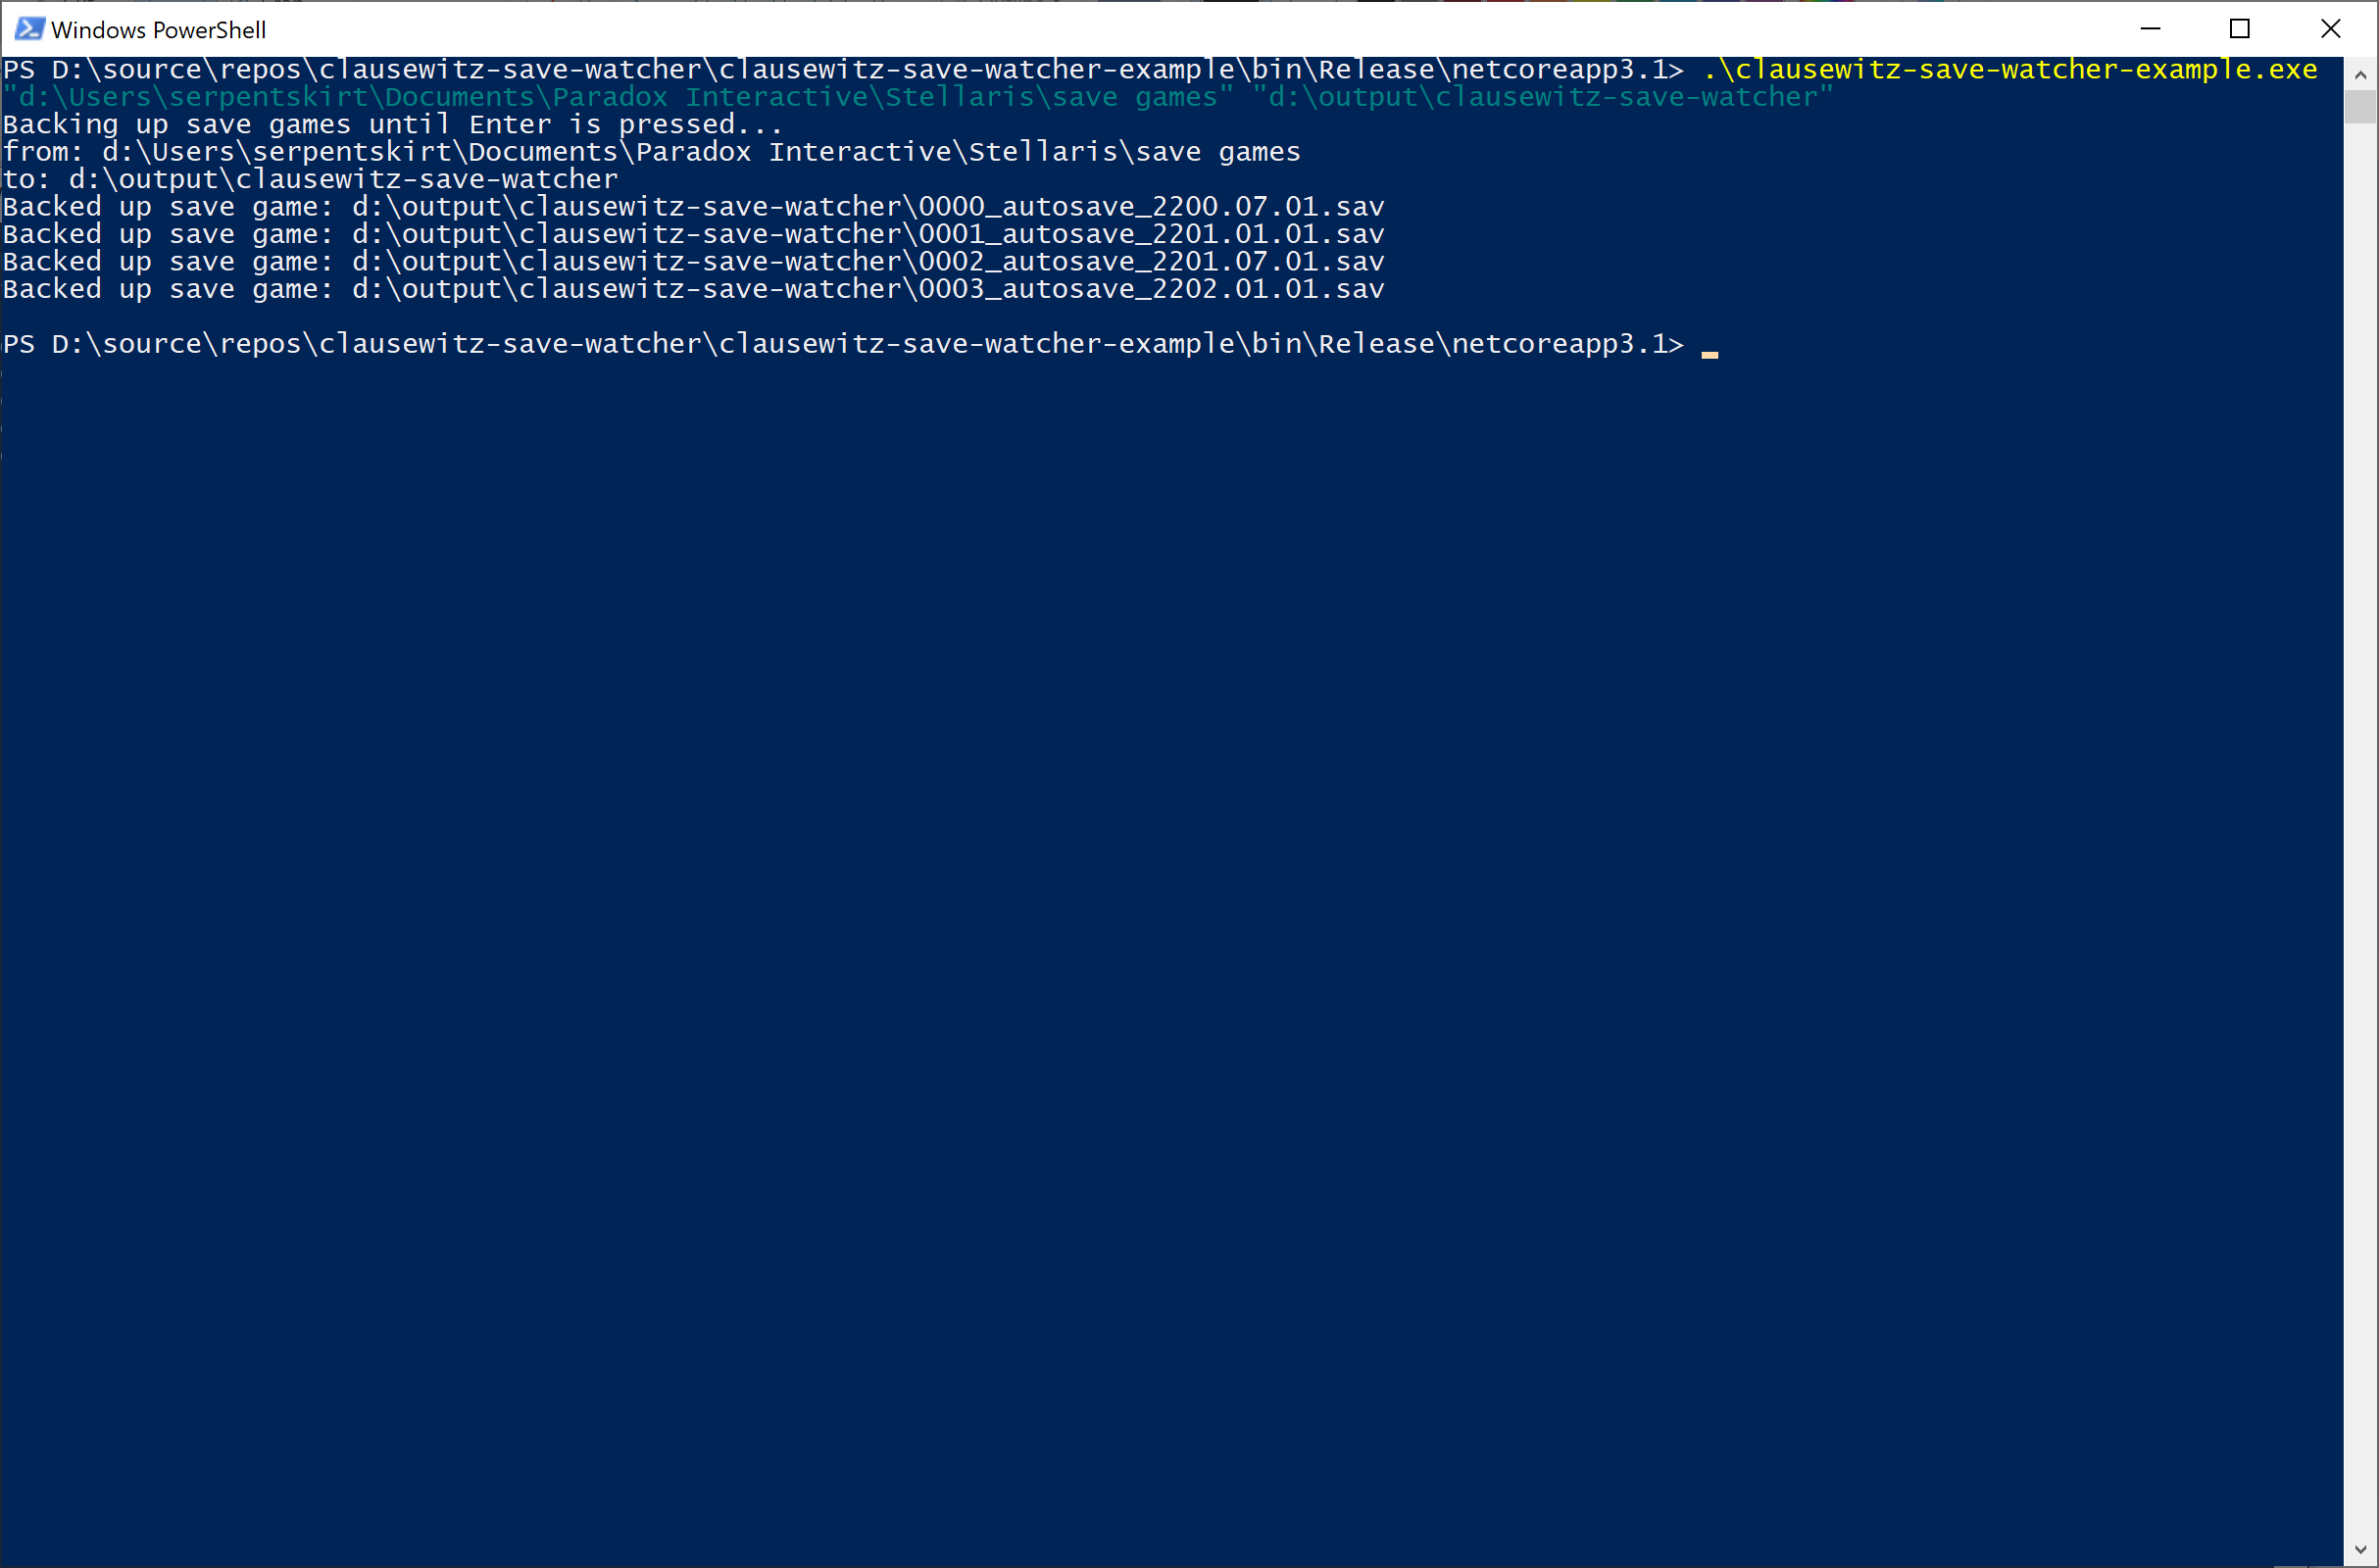 Windows PowerShell
PS D:\source\repos\clausewitz-save-watcher\clausewitz-save-watcher-example\bin\Release\netcoreapp3.1> .\clausewitz-save-watcher-example.exe
"d:\Users\serpentskirt\Documents\Paradox Interactive\Stellaris\save games" "d:\output\clausewitz-save-watcher"
Backing up save games until Enter is pressed...
from: d:\Users\serpentskirt\Documents\Paradox Interactive\Stellaris\save games
to: d:\output\clausewitz-save-watcher
Backed up save game: d:\output\clausewitz-save-watcher\0000_autosave_2200.07.01.sav
Backed up save game: d:\output\clausewitz-save-watcher\0001_autosave_2201.01.01.sav
Backed up save game: d:\output\clausewitz-save-watcher\0002_autosave_2201.07.01.sav
Backed up save game: d:\output\clausewitz-save-watcher\0003_autosave_2202.01.01.sav
PS D:\source\repos\clausewitz-save-watcher\clausewitz-save-watcher-example\bin\Release\netcoreapp3.1>